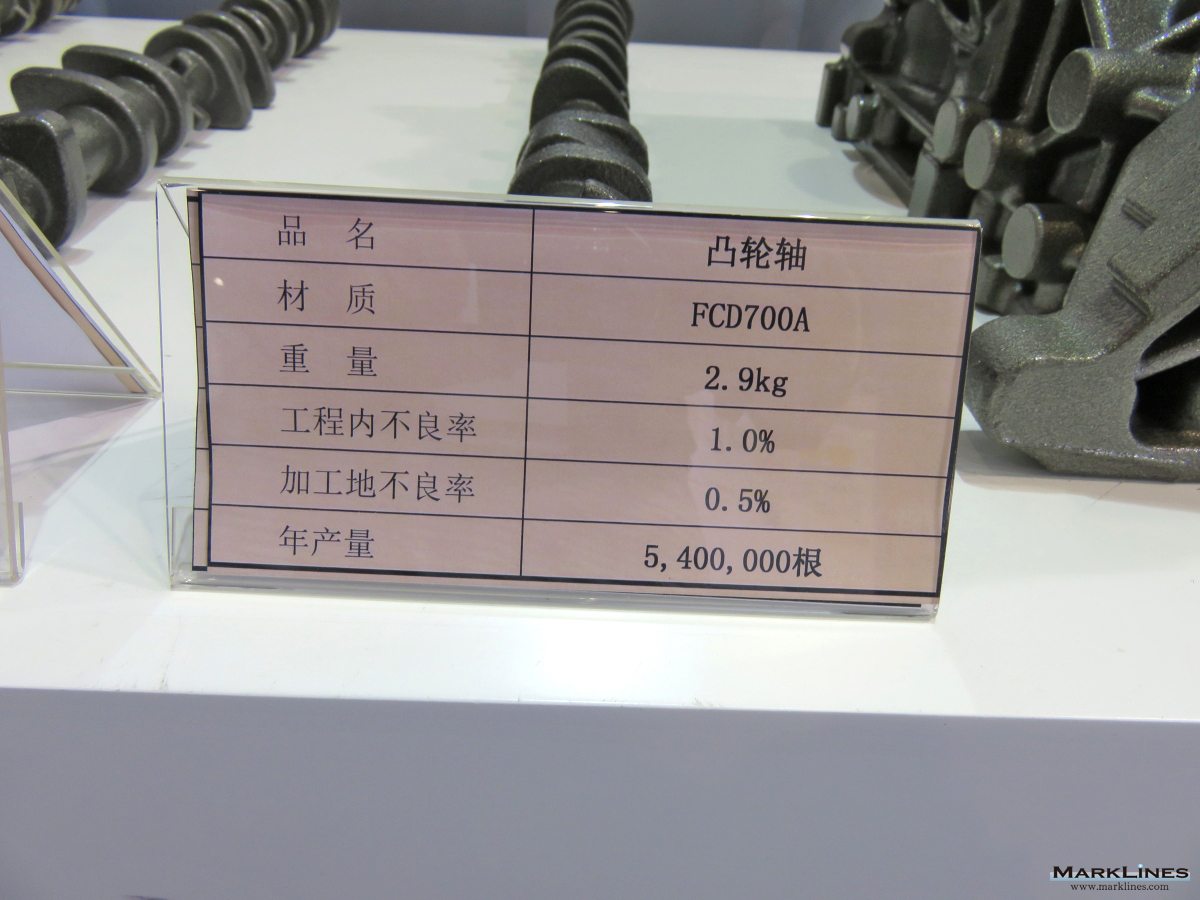 品 名 凸轮轴
材 质 FCD700A
重 量 2.9kg
工程内不良率 1.0%
加工地不良率 0.5%
年产量 5,400,000根
MARKLINES
www.marklines.com